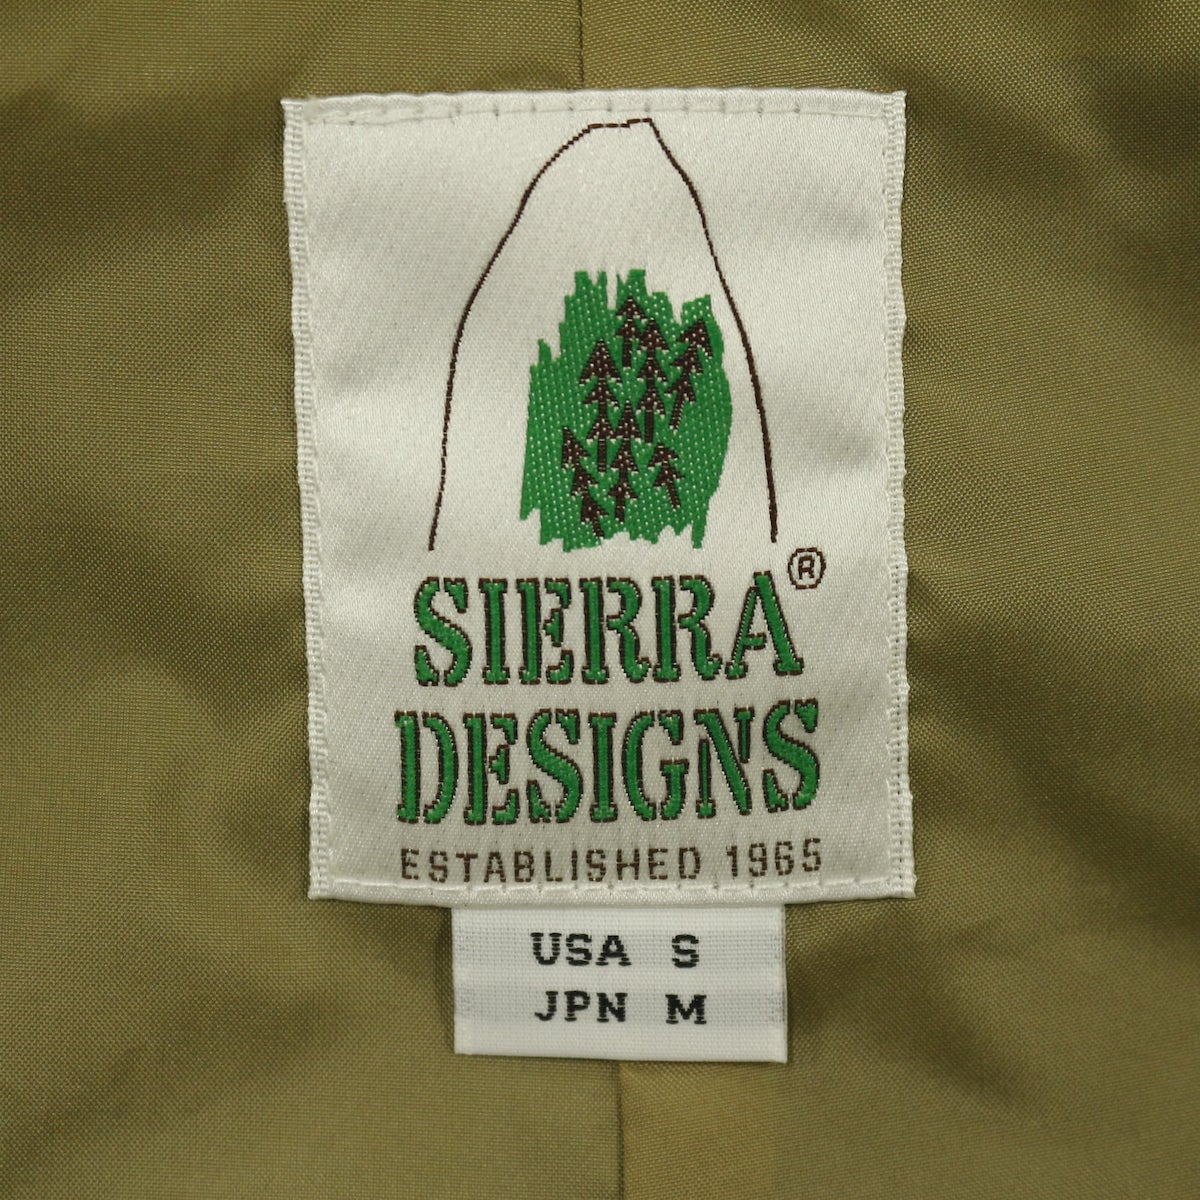 SIERRA ®
DESIGNS
ESTABLISHED 1965
USA S
JPN M